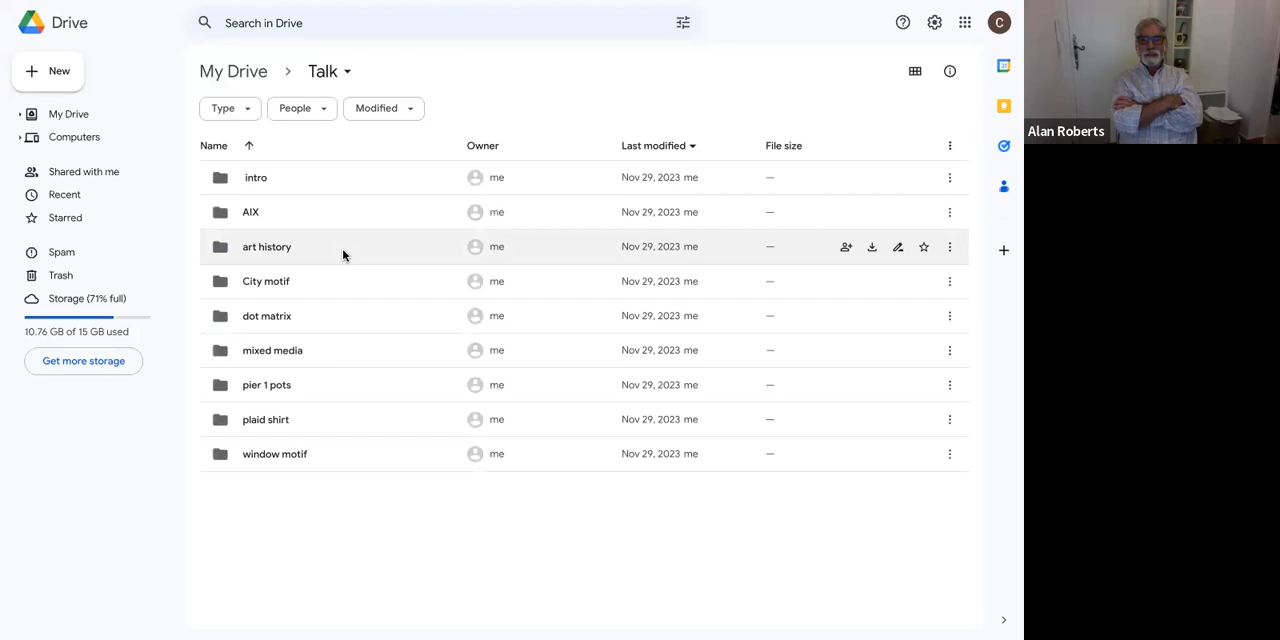 Drive
Search in Drive
C
New
My Drive
Computers
Shared with me
Recent
Starred
Spam
Trash
Storage (71% full)
10.76 GB of 15 GB used
Get more storage
My Drive > Talk
Type People Modified
Name Owner Last modified File size
intro me Nov 29, 2023 me —
AIX me Nov 29, 2023 me —
art history me Nov 29, 2023 me —
City motif me Nov 29, 2023 me —
dot matrix me Nov 29, 2023 me —
mixed media me Nov 29, 2023 me —
pier 1 pots me Nov 29, 2023 me —
plaid shirt me Nov 29, 2023 me —
window motif me Nov 29, 2023 me —
31
Alan Roberts